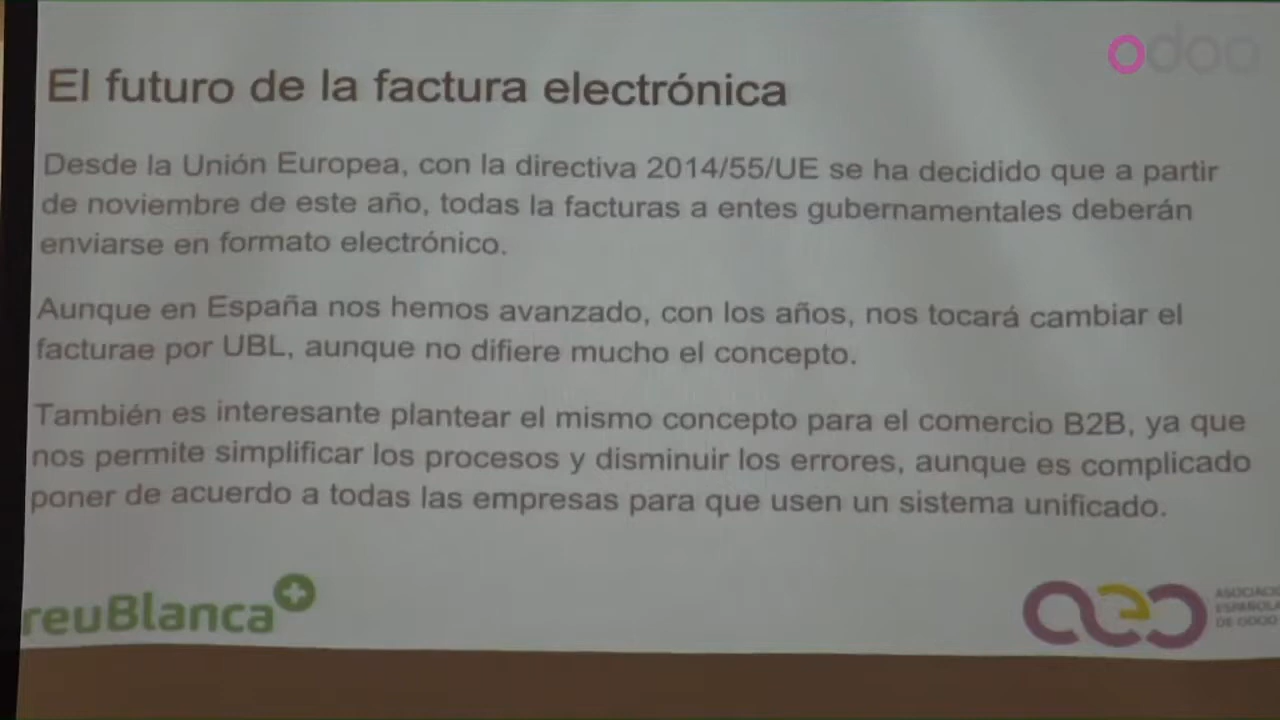 odoo
El futuro de la factura electrónica
Desde la Unión Europea, con la directiva 2014/55/UE se ha decidido que a partir
de noviembre de este año, todas la facturas a entes gubernamentales deberán
enviarse en formato electrónico.
Aunque en España nos hemos avanzado, con los años, nos tocará cambiar el
facturae por UBL, aunque no difiere mucho el concepto.
También es interesante plantear el mismo concepto para el comercio B2B, ya que
nos permite simplificar los procesos y disminuir los errores, aunque es complicado
poner de acuerdo a todas las empresas para que usen un sistema unificado.
reuBlanca
aeo
ESPAÑOLA
DE ODOO